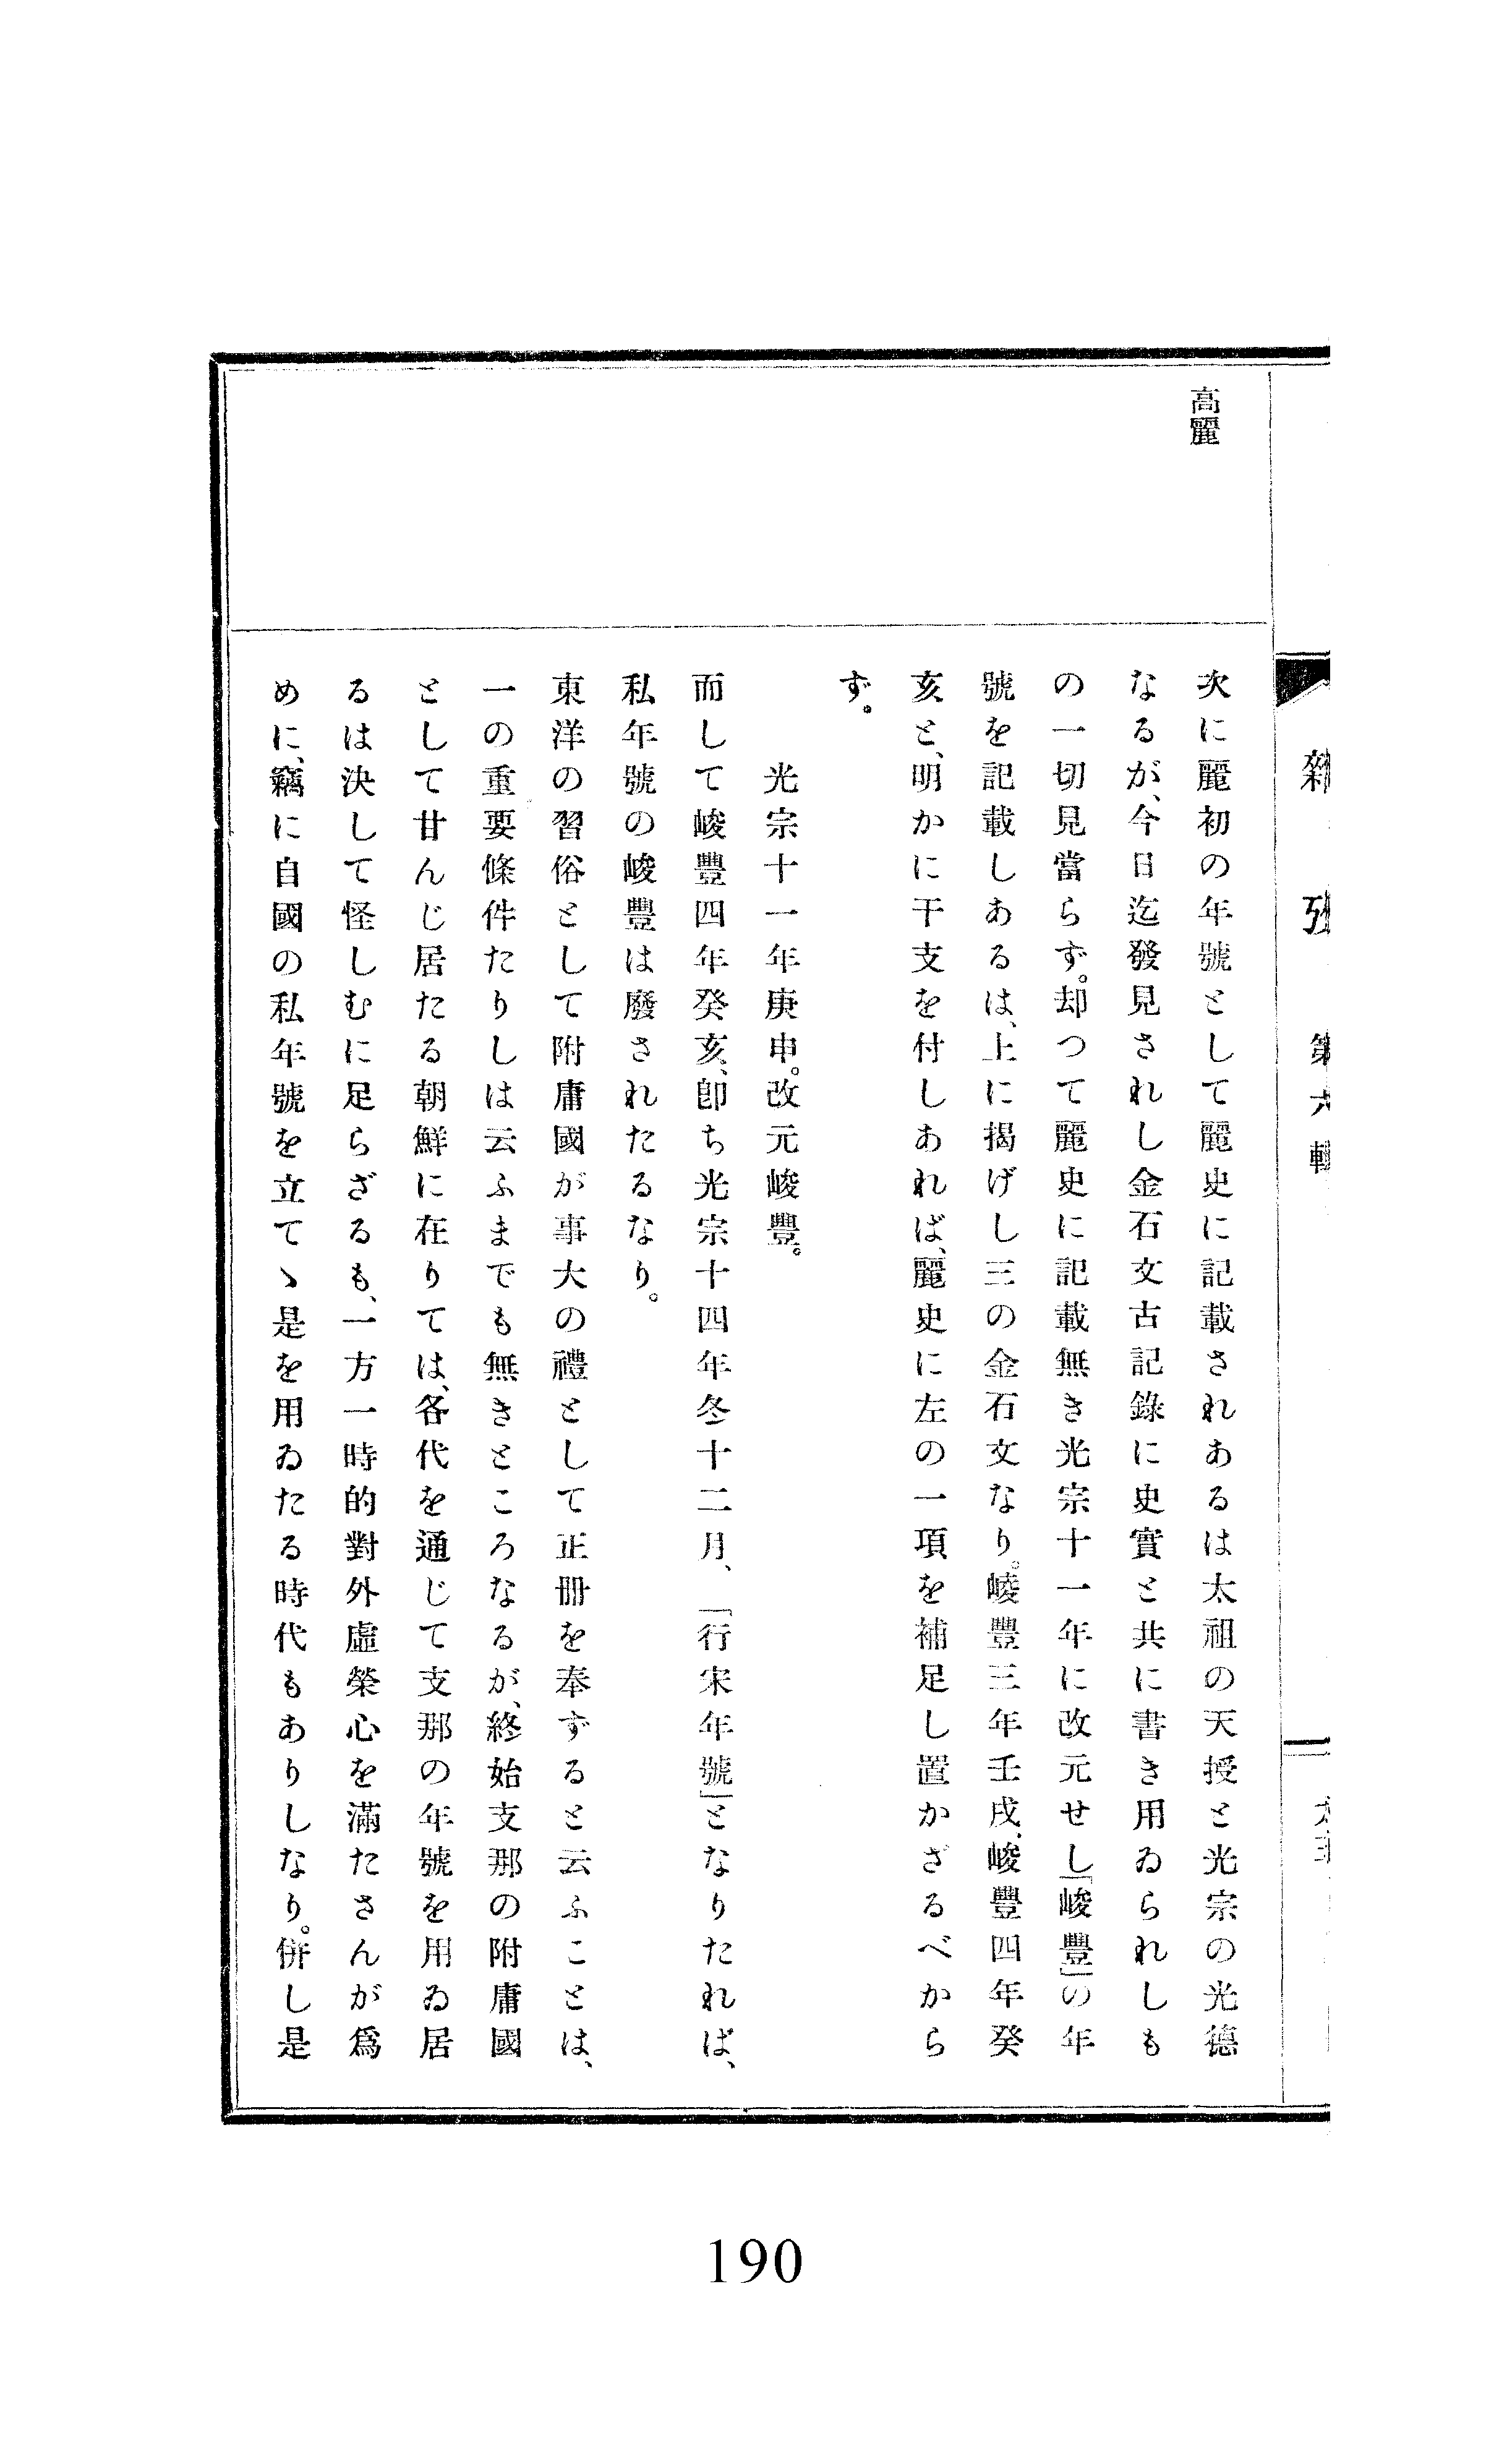 高麗
次に麗初の年號として麗史に記載されあるは太祖の天授と光宗の光德
なるが、今日迄發見されし金石文古記錄に史實と共に書き用ゐられしも
の一切見當らず。却つて麗史に記載無き光宗十一年に改元せし「峻豐」の年
號を記載しあるは、上に揭げし三の金石文なり。峻豐三年壬戌、峻豐四年癸
亥と、明かに干支を付しあれば、麗史に左の一項を補足し置かざるべから
ず。
光宗十一年庚申。改元峻豐。
而して峻豐四年癸亥、卽ち光宗十四年冬十二月、「行宋年號」となりたれば、
私年號の峻豐は廢されたるなり。
東洋の習俗として附庸國が事大の禮として正冊を奉ずると云ふことは、
一の重要條件たりしは云ふまでも無きところなるが、終始支那の附庸國
として甘んじ居たる朝鮮に在りては、各代を通じて支那の年號を用ゐ居
るは決して怪しむに足らざるも、一方一時的對外虛榮心を滿たさんが爲
めに、竊に自國の私年號を立てゝ是を用ゐたる時代もありしなり。併し是
第六輯
190